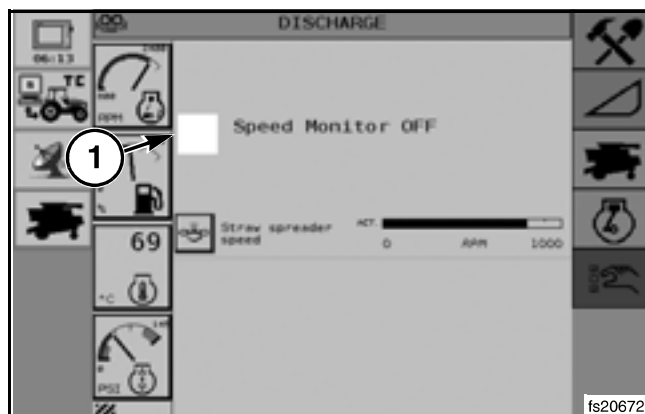 DISCHARGE
06:13
TC
RPM
1
Speed Monitor OFF
%
69
°C
Straw spreader
speed
ACT.
0 RPM 1000
PSI
fs20672